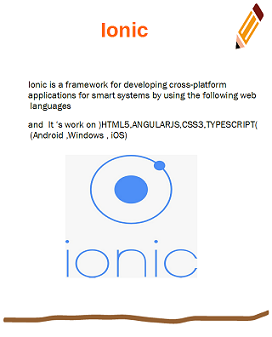 Ionic
Ionic is a framework for developing cross-platform
applications for smart systems by using the following web
languages
and It 's work on )HTML5,ANGULARJS,CSS3,TYPESCRIPT(
(Android ,Windows , iOS)
ionic